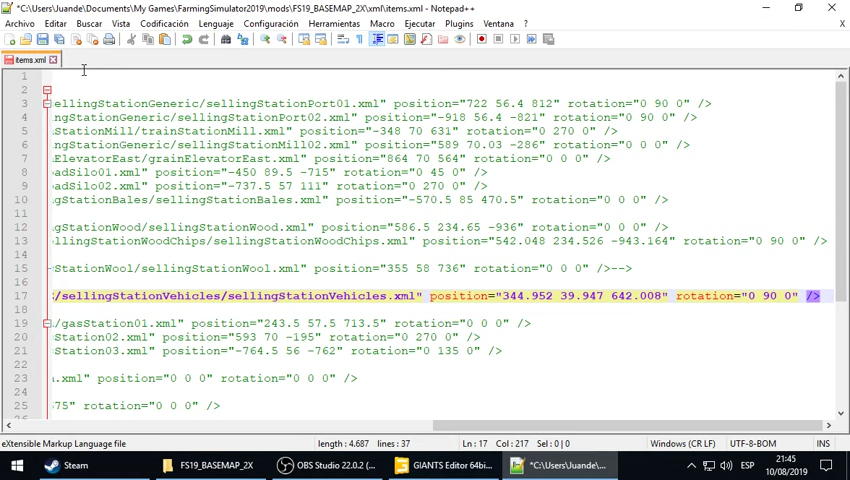 *C:\Users\Juande\Documents\My Games\FarmingSimulator2019\mods\FS19_BASEMAP_2X\xml\items.xml - Notepad++
Archivo Editar Buscar Vista Codificación Lenguaje Configuración Herramientas Macro Ejecutar Plugins Ventana ? X
items.xml
1
2
3 ellingStationGeneric/sellingStationPort01.xml" position="722 56.4 812" rotation="0 90 0" />
4 ngStationGeneric/sellingStationPort02.xml" position="-918 56.4 -821" rotation="0 90 0" />
5 StationMill/trainStationMill.xml" position="-348 70 631" rotation="0 270 0" />
6 ngStationGeneric/sellingStationMill02.xml" position="589 70.03 -286" rotation="0 0 0" />
7 ElevatorEast/grainElevatorEast.xml" position="864 70 564" rotation="0 0 0" />
8 oadSilo01.xml" position="-450 89.5 -715" rotation="0 45 0" />
9 oadSilo02.xml" position="-737.5 57 111" rotation="0 270 0" />
10 ngStationBales/sellingStationBales.xml" position="-570.5 85 470.5" rotation="0 0 0" />
11
12 ngStationWood/sellingStationWood.xml" position="586.5 234.65 -936" rotation="0 0 0" />
13 ellingStationWoodChips/sellingStationWoodChips.xml" position="542.048 234.526 -943.164" rotation="0 90 0" />
14
15 StationWool/sellingStationWool.xml" position="355 58 736" rotation="0 0 0" />-->
16
17 /sellingStationVehicles/sellingStationVehicles.xml" position="344.952 39.947 642.008" rotation="0 90 0" />
18
19 /gasStation01.xml" position="243.5 57.5 713.5" rotation="0 0 0" />
20 Station02.xml" position="593 70 -195" rotation="0 270 0" />
21 Station03.xml" position="-764.5 56 -762" rotation="0 135 0" />
22
23 .xml" position="0 0 0" rotation="0 0 0" />
24
25 75" rotation="0 0 0" />
26
eXtensible Markup Language file length : 4.687 lines : 37 Ln : 17 Col : 217 Sel : 0 | 0 Windows (CR LF) UTF-8-BOM INS
Steam FS19_BASEMAP_2X OBS Studio 22.0.2 (... GIANTS Editor 64bi... *C:\Users\Juande\... ESP 21:45
10/08/2019